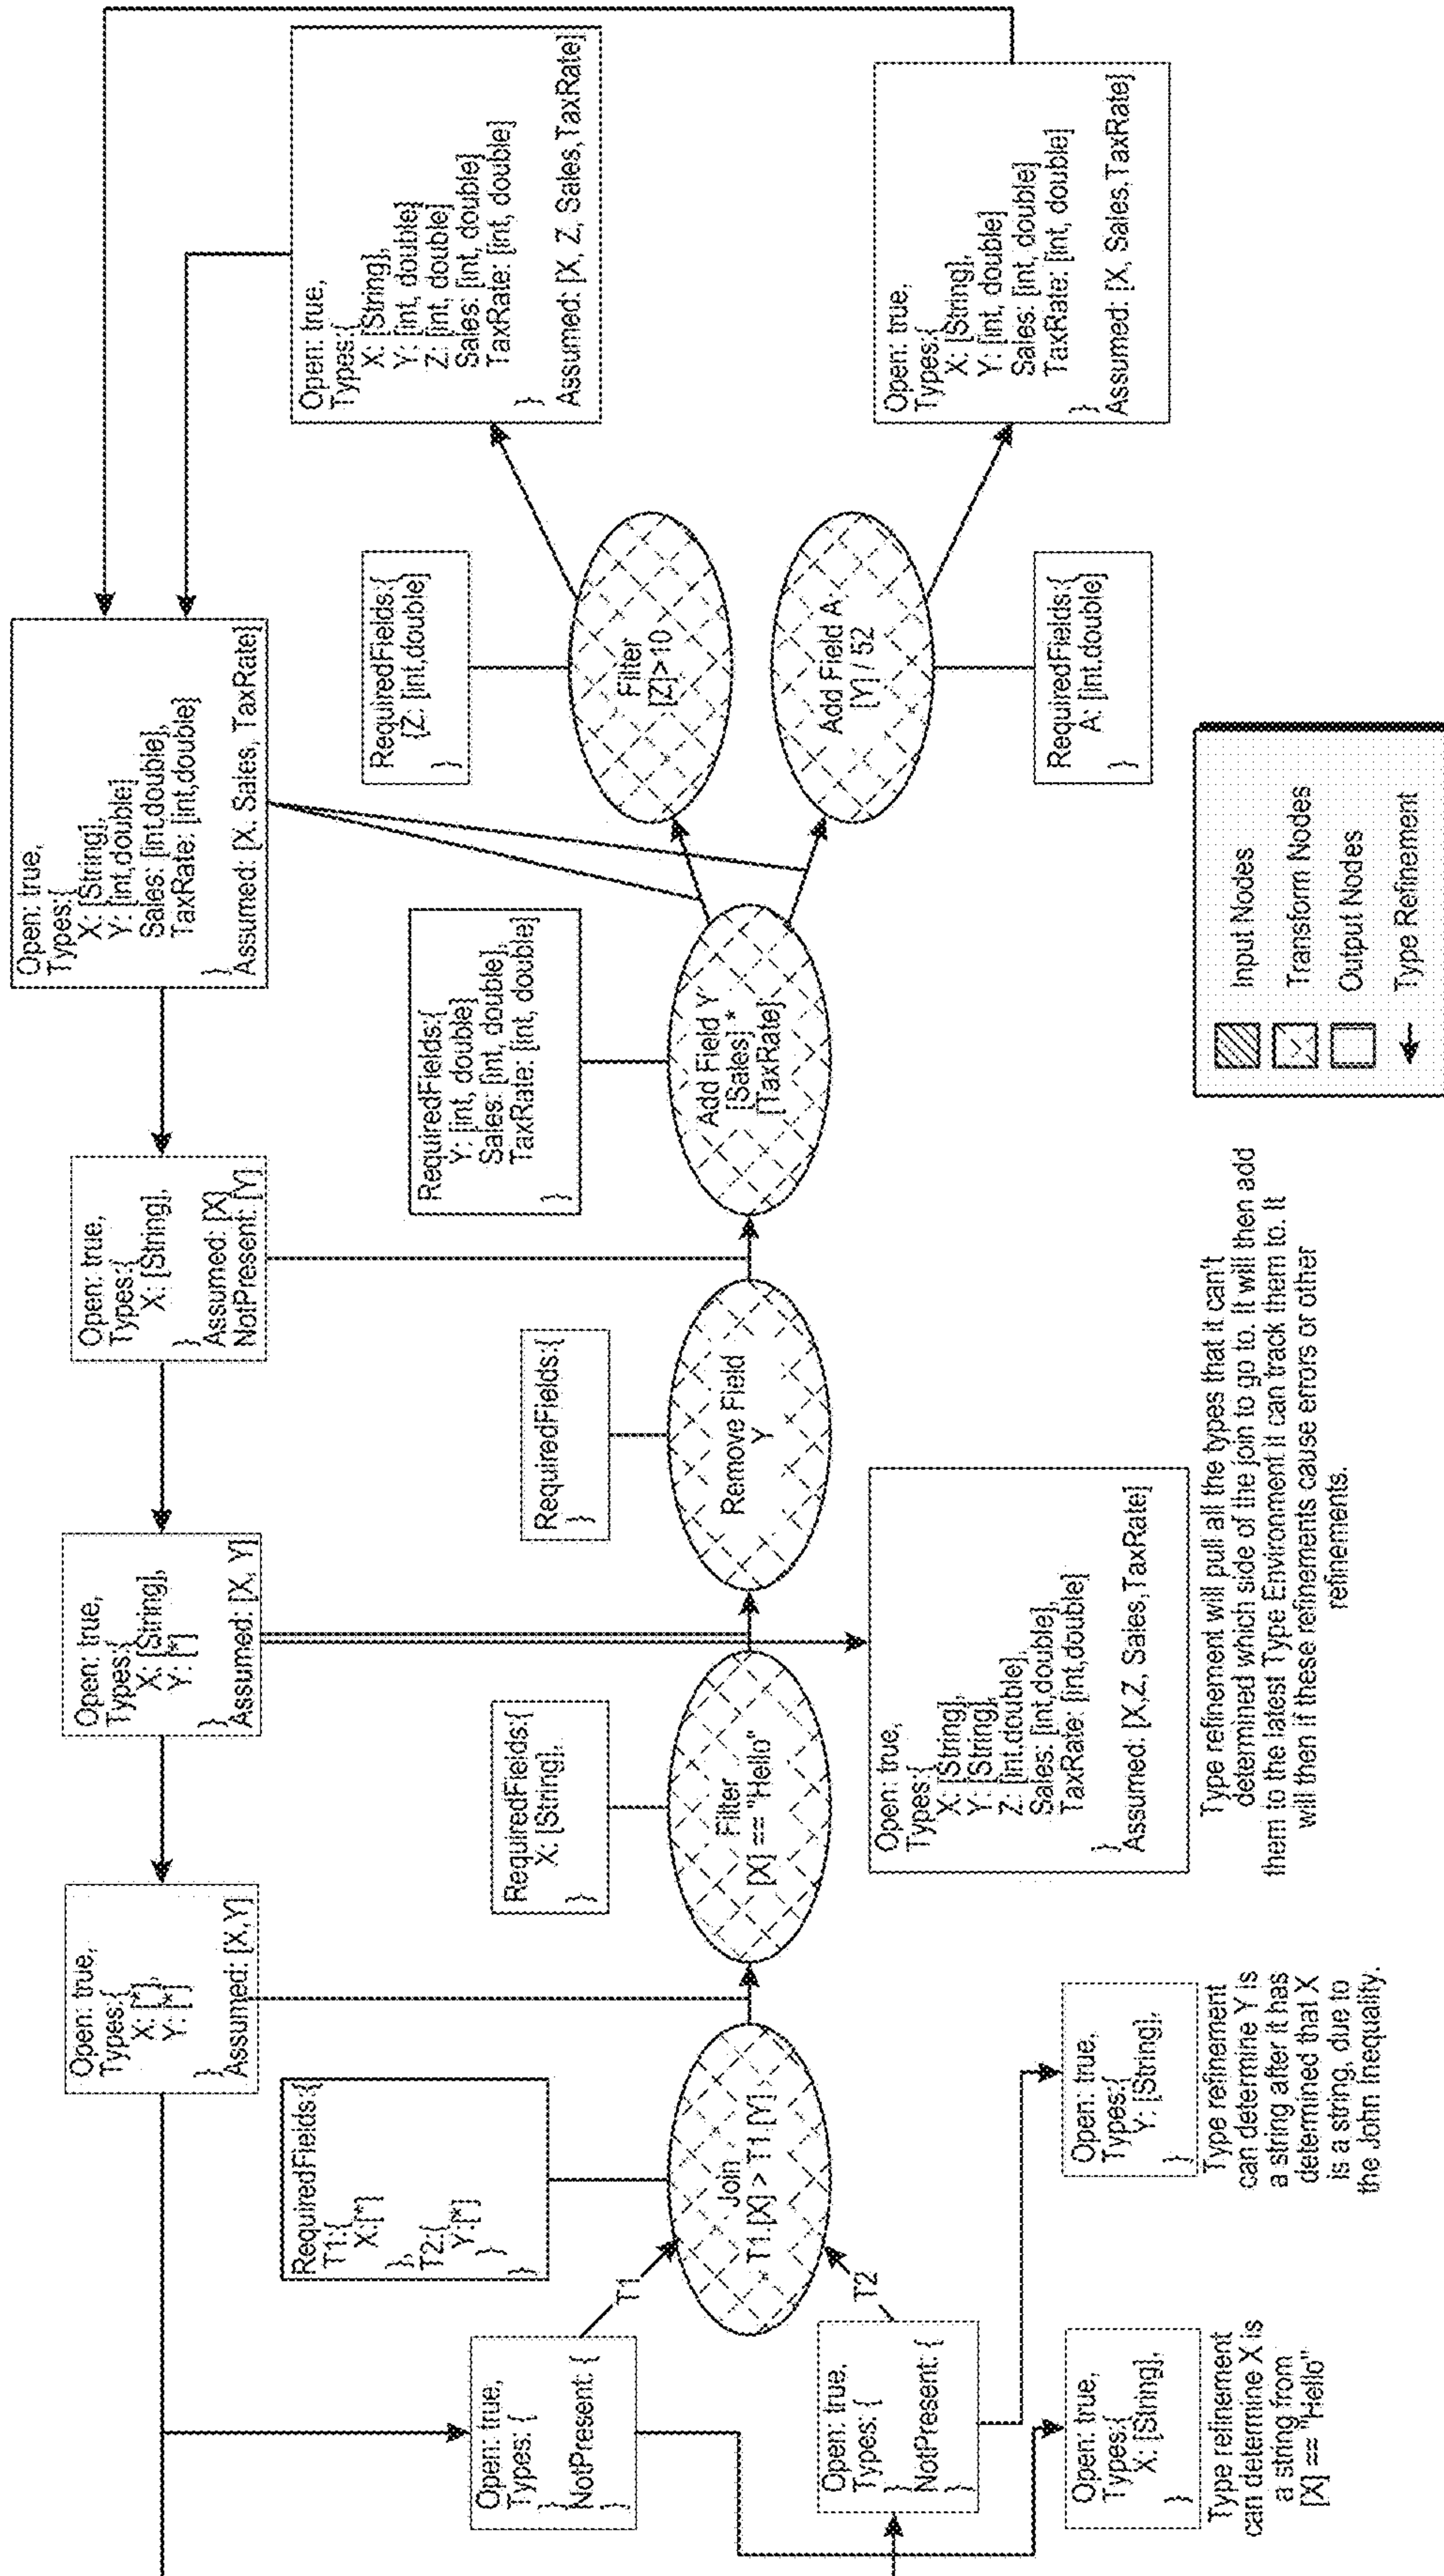 Open: true,
Types:{
X: [*],
Y: [*]
}
Assumed: [X,Y]
Open: true,
Types:{
X: [String],
Y: [*]
}
Assumed: [X, Y]
Open: true,
Types:{
X: [String],
}
Assumed: [X]
NotPresent: [Y]
Open: true,
Types:{
X: [String],
Y: [int,double]
Sales: [int,double],
TaxRate: [int,double]
}
Assumed: [X, Sales, TaxRate]
Open: true,
Types:{
X: [String],
Y: [int, double]
Z: [int, double]
Sales: [int, double]
TaxRate: [int, double]
}
Assumed: [X, Z, Sales,TaxRate]
RequiredFields:{
T1:{
X:[*]
},
T2:{
Y:[*]
}
}
RequiredFields:{
X: [String],
}
RequiredFields:{
}
RequiredFields:{
Y: [int, double]
Sales: [int, double],
TaxRate: [int, double]
}
RequiredFields:{
[Z: [int,double]
}
Open: true,
Types: {
}
NotPresent: {
T1
Join
T1.[X] > T1.[Y]
Filter
[X] == "Hello"
Remove Field
Y
Add Field Y
[Sales] *
[TaxRate]
Filter
[Z]>10
Add Field A
[Y] / 52
Open: true,
Types: {
}
NotPresent: {
}
T2
Open: true,
Types:{
X: [String],
Y: [String],
Z: [int,double],
Sales: [int,double],
TaxRate: [int,double]
}
Assumed: [X,Z, Sales,TaxRate]
RequiredFields:{
A: [int,double]
}
Open: true,
Types:{
X: [String],
Y: [int, double]
Sales: [int, double]
TaxRate: [int, double]
}
Assumed: [X, Sales,TaxRate]
Open: true,
Types:{
X: [String],
}
Type refinement
can determine X is
a string from
[X] == "Hello"
Open: true,
Types:{
Y: [String],
}
Type refinement
can determine Y is
a string after it has
determined that X
is a string, due to
the John Inequality.
Type refinement will pull all the types that it can't
determined which side of the join to go to. It will then add
them to the latest Type Environment it can track them to. It
will then if these refinements cause errors or other
refinements.
Input Nodes
Transform Nodes
Output Nodes
Type Refinement